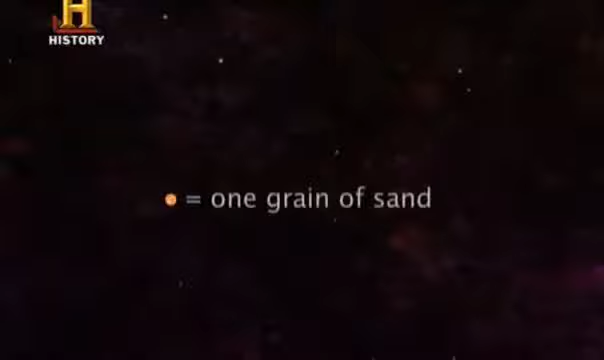 H
HISTORY
= one grain of sand